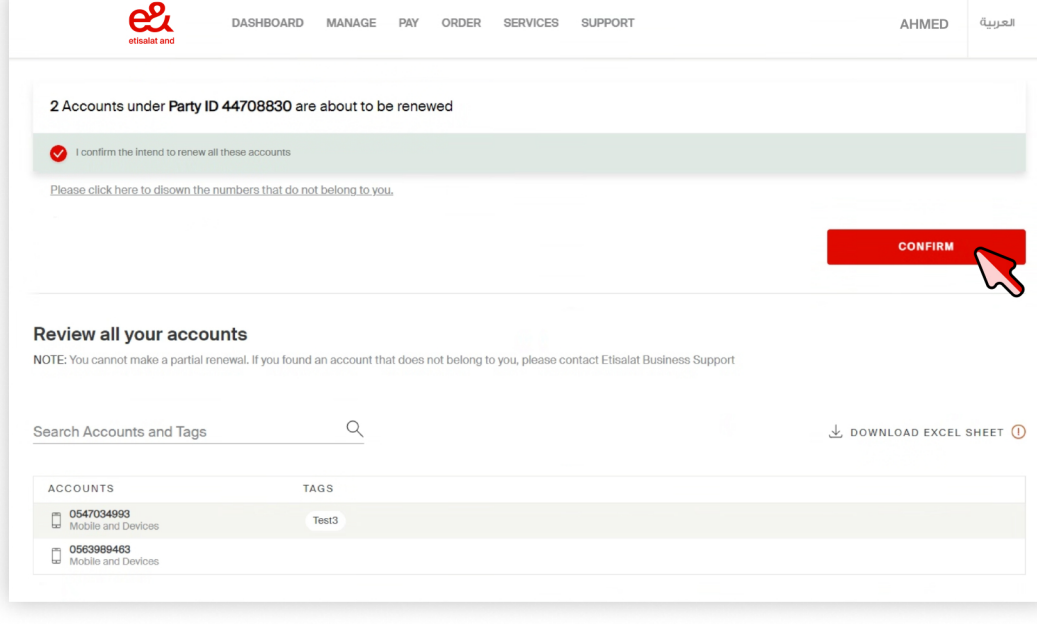 e&
etisalat and
DASHBOARD MANAGE PAY ORDER SERVICES SUPPORT AHMED العربية
2 Accounts under Party ID 44708830 are about to be renewed
I confirm the intend to renew all these accounts
Please click here to disown the numbers that do not belong to you.
CONFIRM
Review all your accounts
NOTE: You cannot make a partial renewal. If you found an account that does not belong to you, please contact Etisalat Business Support
Search Accounts and Tags
DOWNLOAD EXCEL SHEET
ACCOUNTS TAGS
0547034993
Mobile and Devices
Test3
0563989463
Mobile and Devices